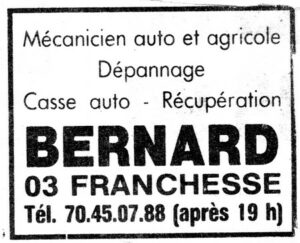 Mécanicien auto et agricole
Dépannage
Casse auto - Récupération
BERNARD
03 FRANCHESSE
Tél. 70.45.07.88 (après 19 h)